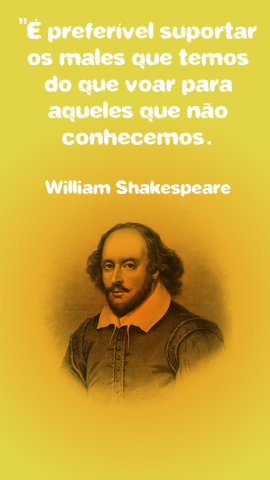 "É preferível suportar
os males que temos
do que voar para
aqueles que não
conhecemos.
William Shakespeare